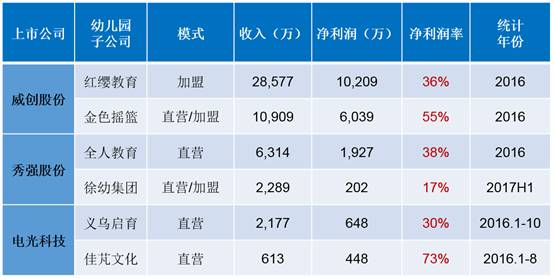 上市公司 幼儿园子公司 模式 收入（万） 净利润（万） 净利润率 统计年份
威创股份 红缨教育 加盟 28,577 10,209 36% 2016
金色摇篮 直营/加盟 10,909 6,039 55% 2016
秀强股份 全人教育 直营 6,314 1,927 38% 2016
徐幼集团 直营/加盟 2,289 202 17% 2017H1
电光科技 义乌启育 直营 2,177 648 30% 2016.1-10
佳芃文化 直营 613 448 73% 2016.1-8